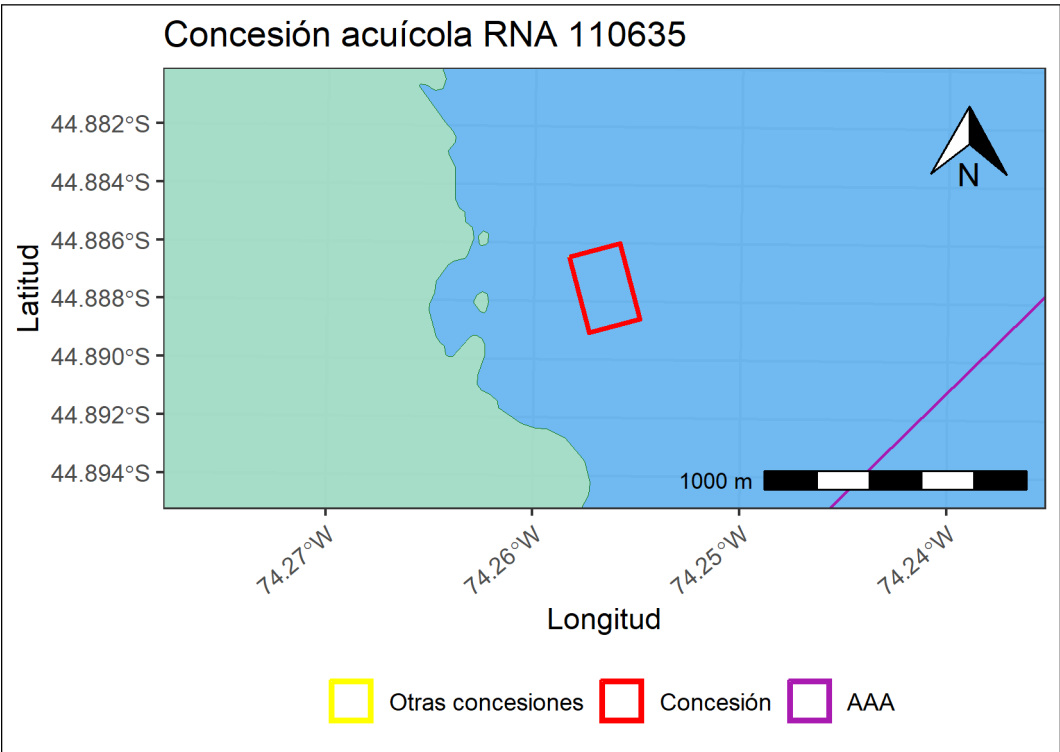 Concesión acuícola RNA 110635
44.882°S
44.884°S
44.886°S
44.888°S
44.890°S
44.892°S
44.894°S
Latitud
N
1000 m
74.27°W
74.26°W
74.25°W
74.24°W
Longitud
Otras concesiones
Concesión
AAA